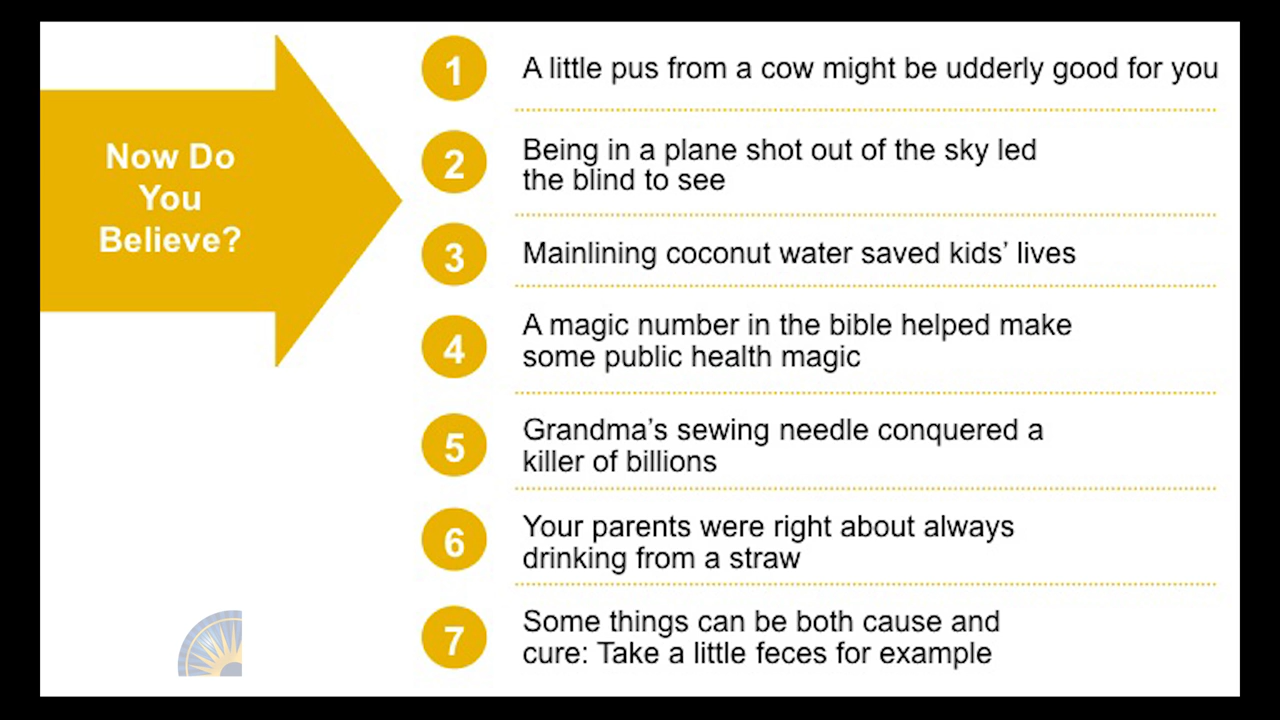 Now Do
You
Believe?
1
A little pus from a cow might be udderly good for you
2
Being in a plane shot out of the sky led
the blind to see
3
Mainlining coconut water saved kids’ lives
4
A magic number in the bible helped make
some public health magic
5
Grandma’s sewing needle conquered a
killer of billions
6
Your parents were right about always
drinking from a straw
7
Some things can be both cause and
cure: Take a little feces for example